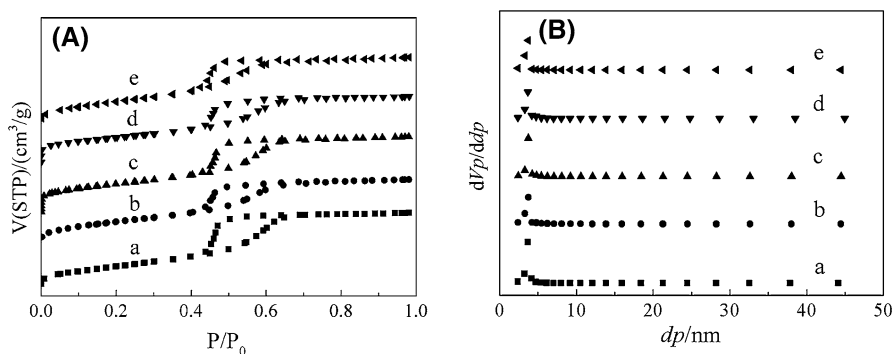 (A)
V(STP)/(cm³/g)
e
d
c
b
a
0.0 0.2 0.4 0.6 0.8 1.0
P/P₀
(B)
dVp/ddp
e
d
c
b
a
0 10 20 30 40 50
dp/nm